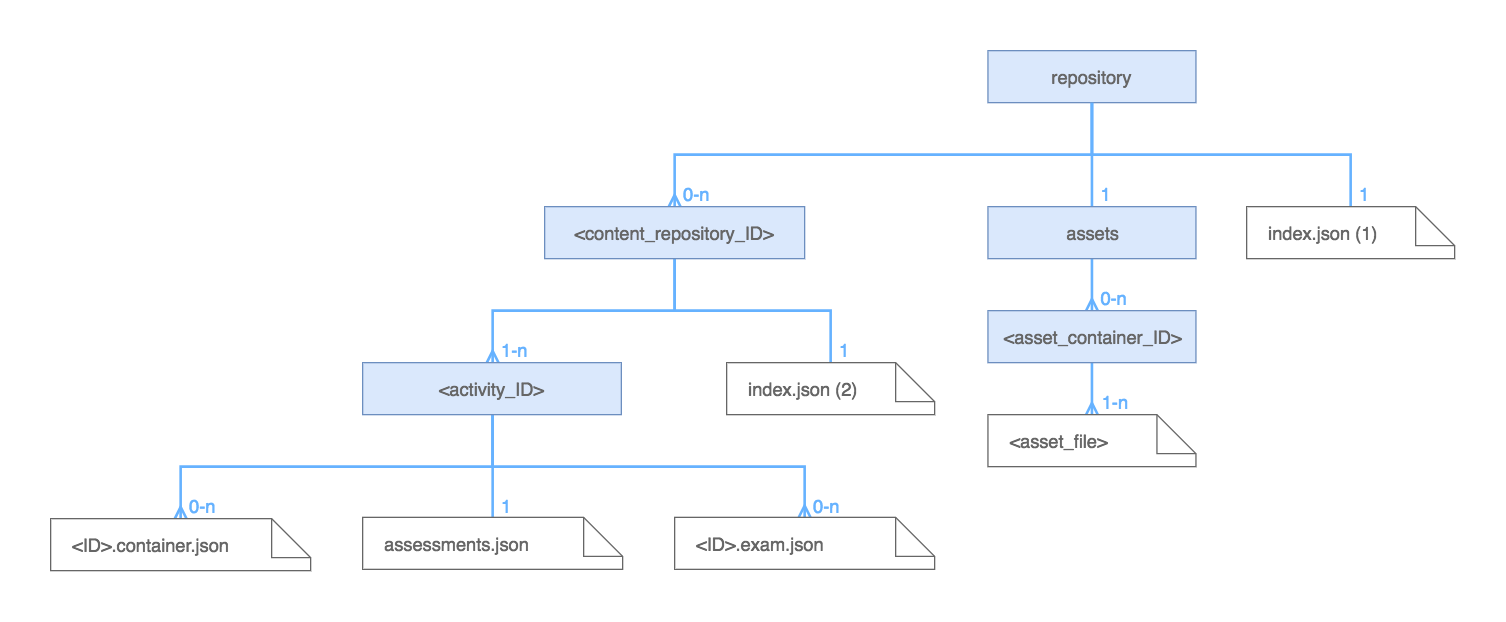 repository
0-n
1
1
<content_repository_ID>
assets
index.json (1)
0-n
<asset_container_ID>
1-n
1
<activity_ID>
index.json (2)
1-n
<asset_file>
0-n
1
0-n
<ID>.container.json
assessments.json
<ID>.exam.json